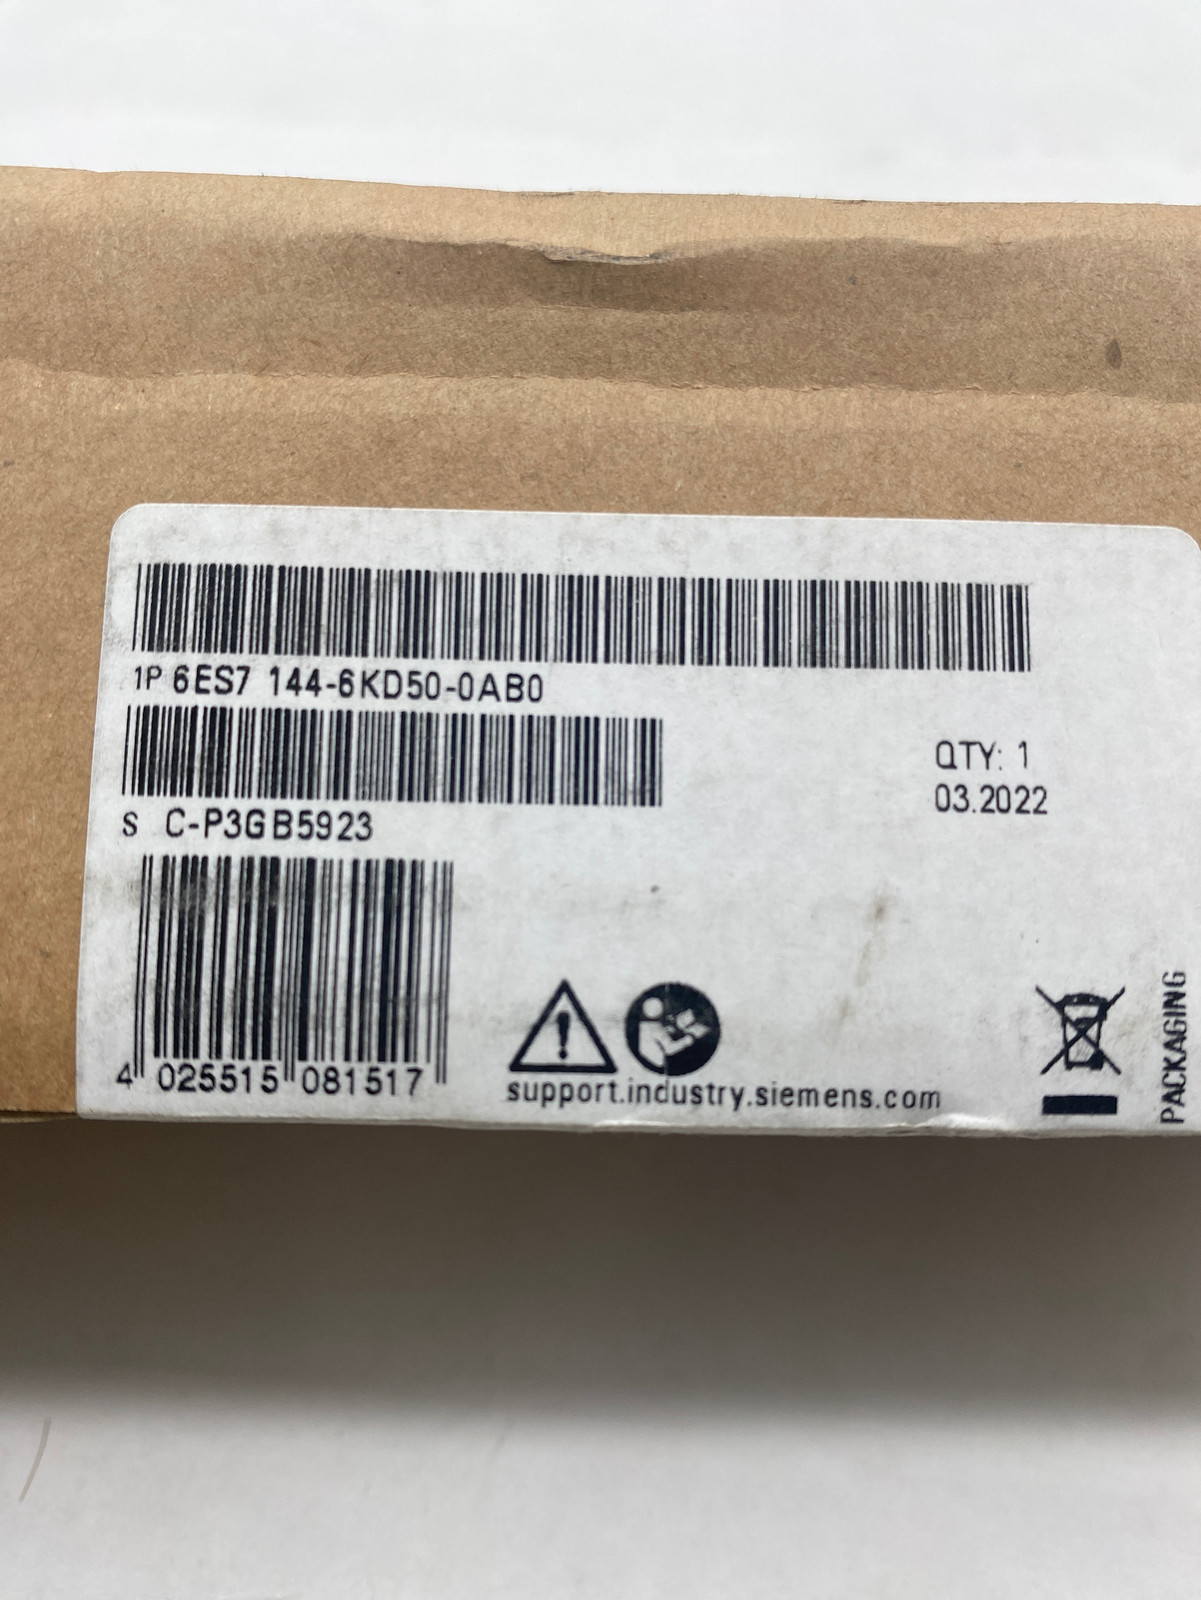 1P 6ES7 144-6KD50-0AB0
QTY: 1
03.2022
S C-P3GB5923
4 025515 081517
support.industry.siemens.com
PACKAGING